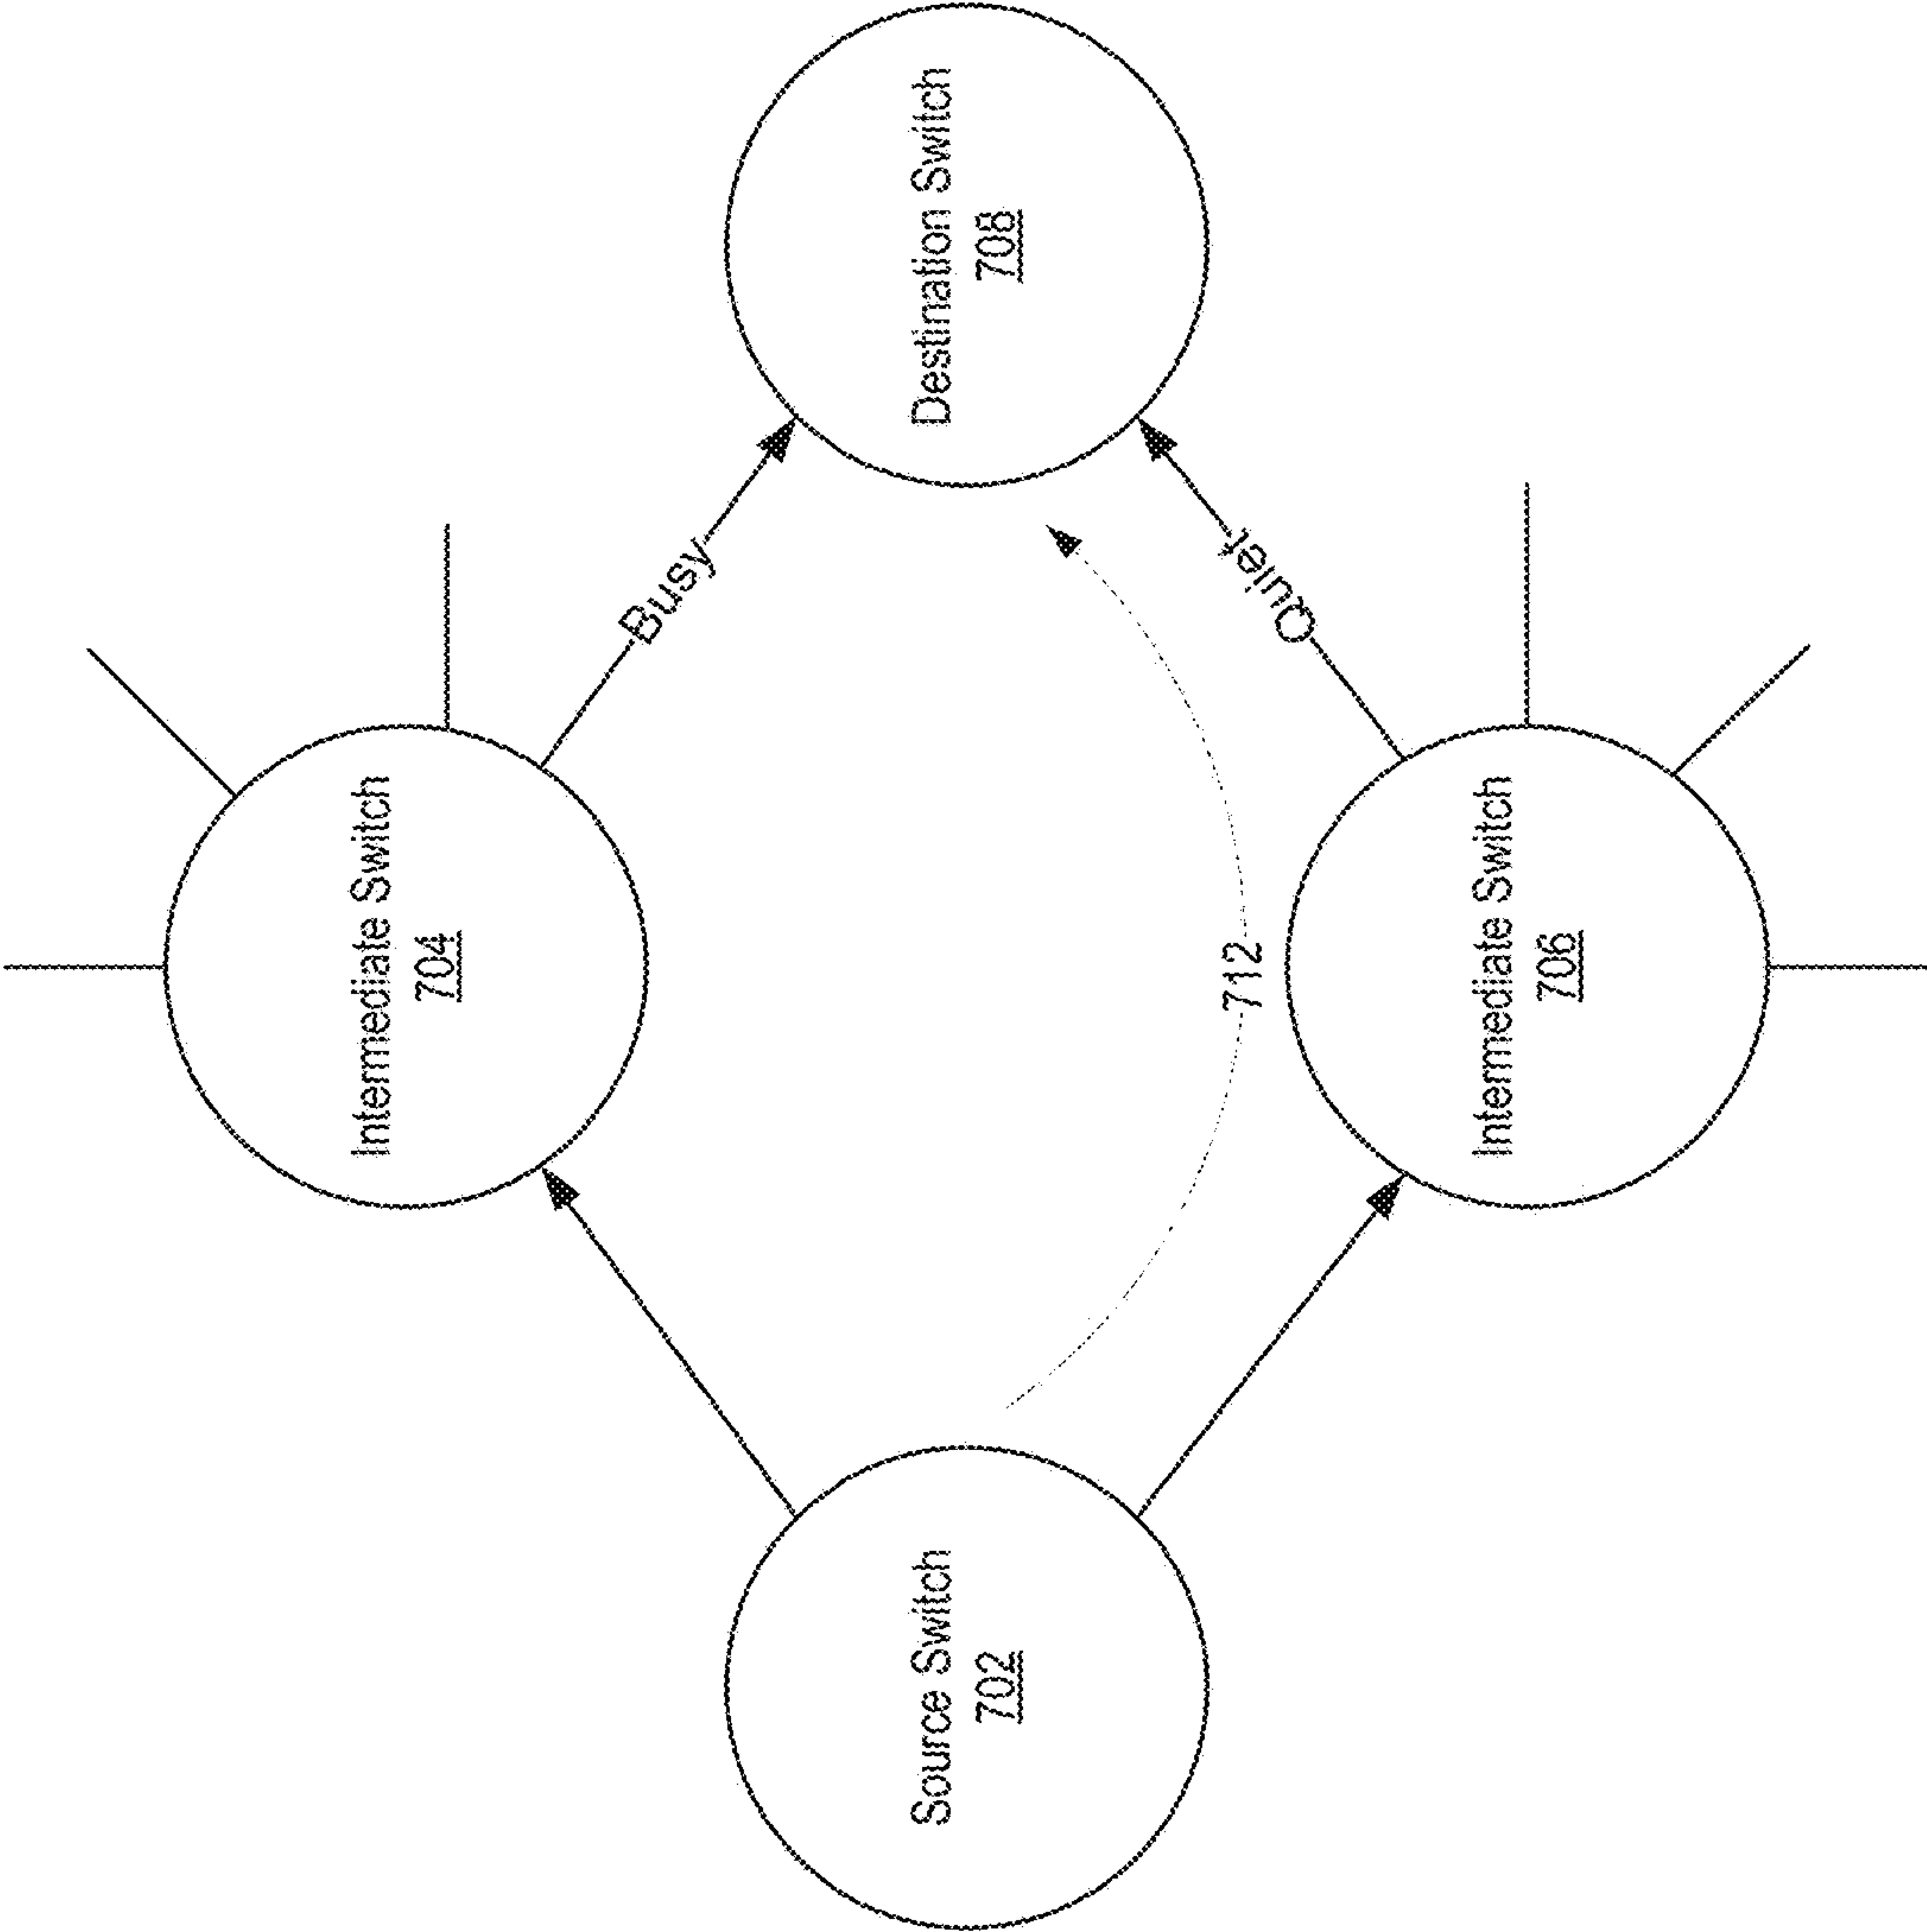 Source Switch
702
Intermediate Switch
704
Busy
712
Intermediate Switch
706
Quiet
Destination Switch
708